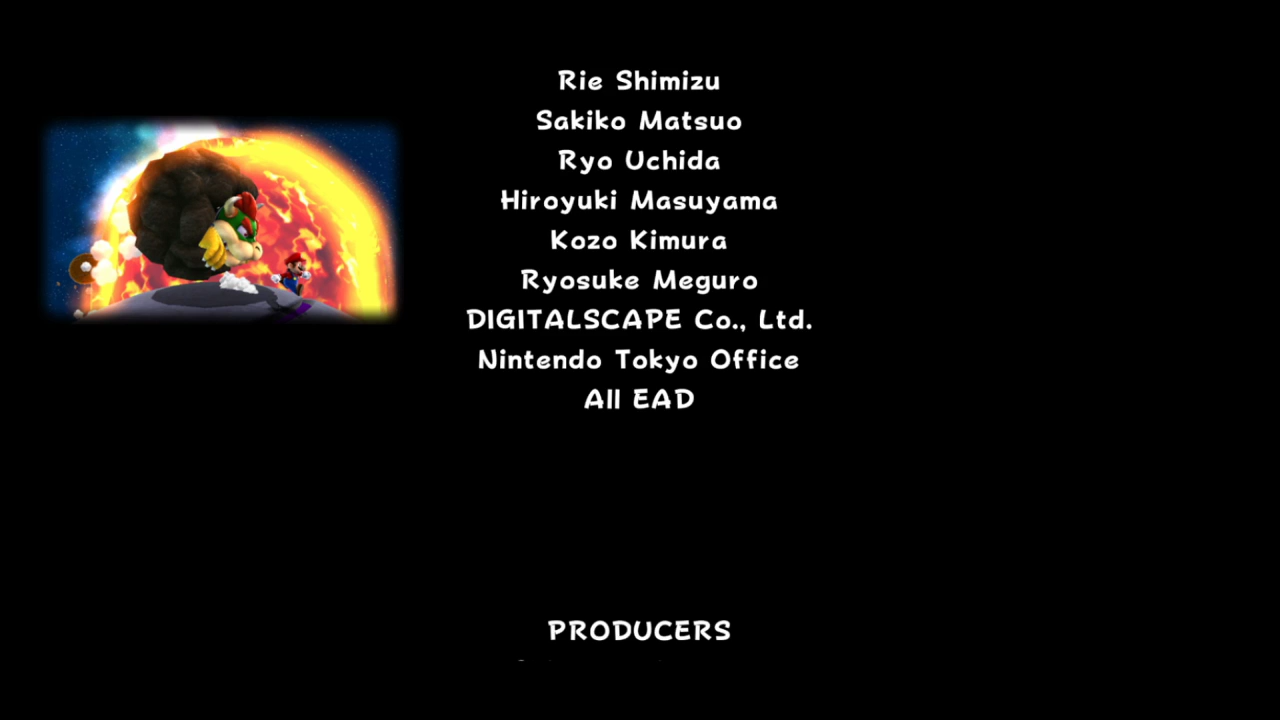 Rie Shimizu
Sakiko Matsuo
Ryo Uchida
Hiroyuki Masuyama
Kozo Kimura
Ryosuke Meguro
DIGITALSCAPE Co., Ltd.
Nintendo Tokyo Office
All EAD
PRODUCERS